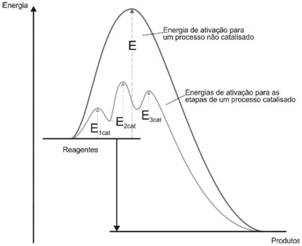 Energia
Energia de ativação para
um processo não catalisado
E
Energias de ativação para as
etapas de um processo catalisado
E1cat
E2cat
E3cat
Reagentes
Produtos